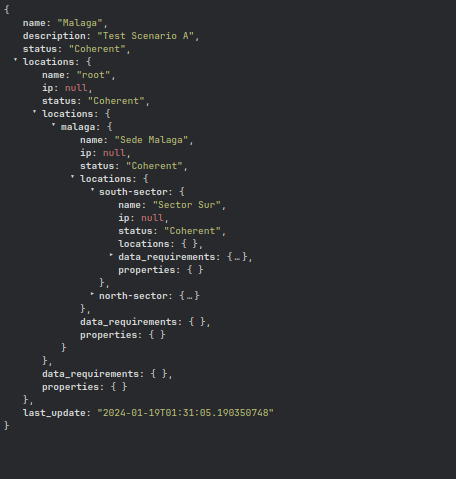 {
name: "Malaga",
description: "Test Scenario A",
status: "Coherent",
locations: {
name: "root",
ip: null,
status: "Coherent",
locations: {
malaga: {
name: "Sede Malaga",
ip: null,
status: "Coherent",
locations: {
south-sector: {
name: "Sector Sur",
ip: null,
status: "Coherent",
locations: { },
data_requirements: {…},
properties: { }
},
north-sector: {…}
},
data_requirements: { },
properties: { }
}
},
data_requirements: { },
properties: { }
},
last_update: "2024-01-19T01:31:05.190350748"
}